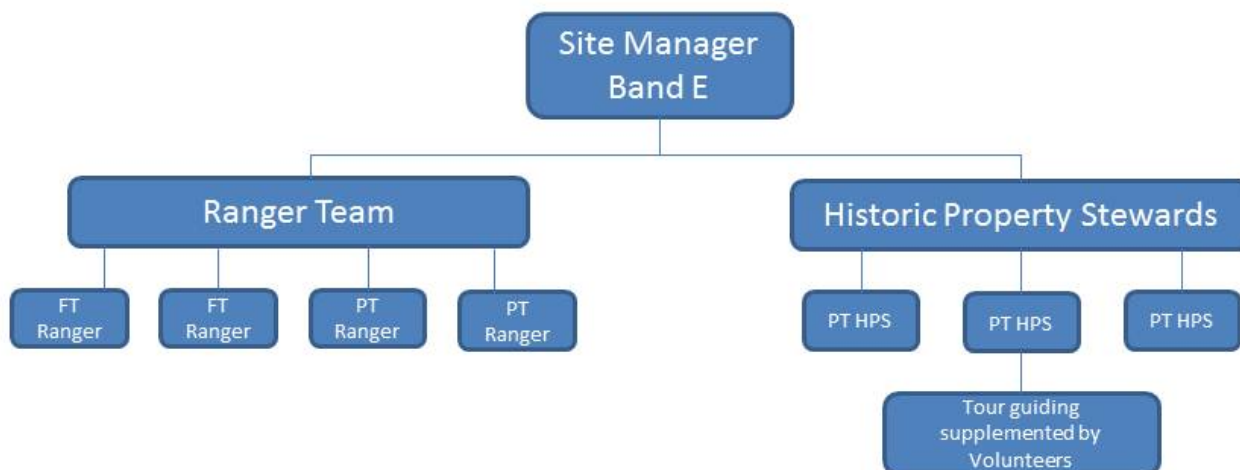 Site Manager
Band E
Ranger Team
Historic Property Stewards
FT
Ranger
FT
Ranger
PT
Ranger
PT
Ranger
PT HPS
PT HPS
PT HPS
Tour guiding
supplemented by
Volunteers